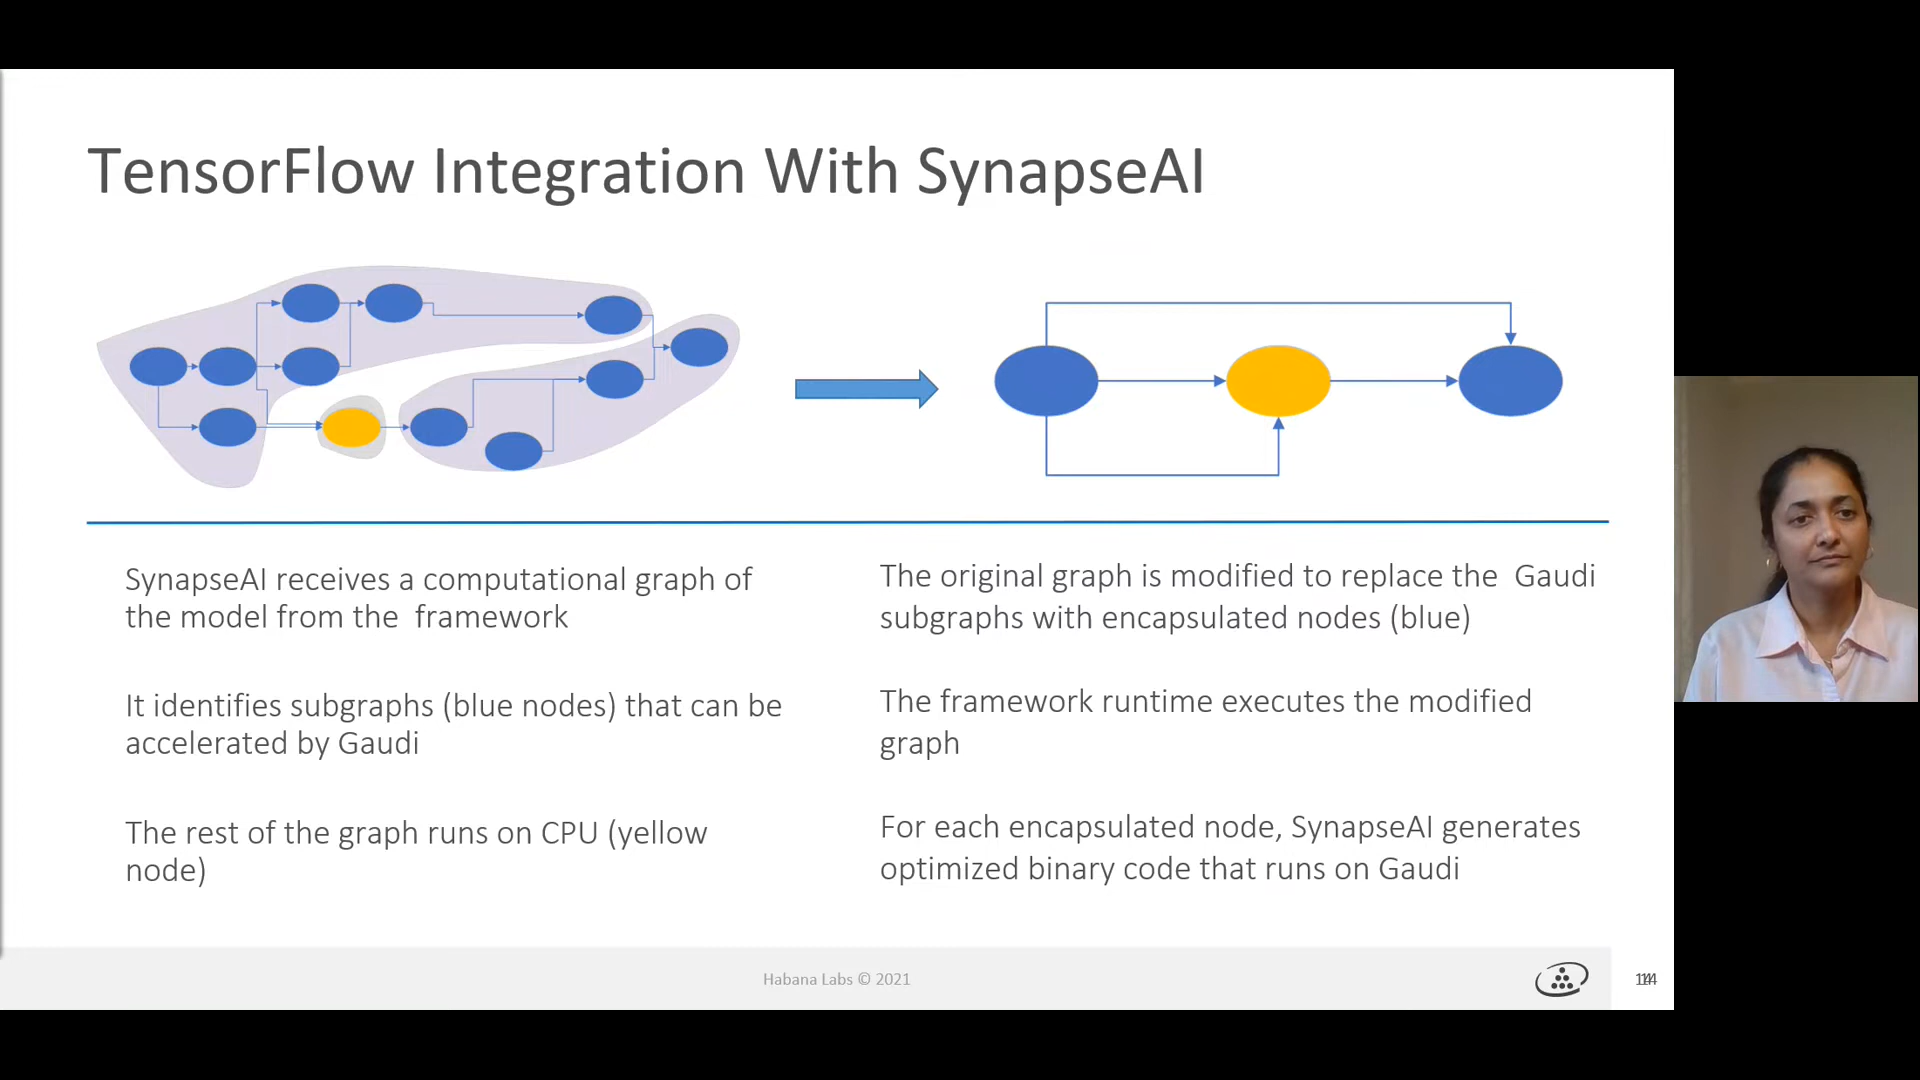 TensorFlow Integration With SynapseAI
SynapseAI receives a computational graph of
the model from the framework
It identifies subgraphs (blue nodes) that can be
accelerated by Gaudi
The rest of the graph runs on CPU (yellow
node)
The original graph is modified to replace the Gaudi
subgraphs with encapsulated nodes (blue)
The framework runtime executes the modified
graph
For each encapsulated node, SynapseAI generates
optimized binary code that runs on Gaudi
Habana Labs © 2021